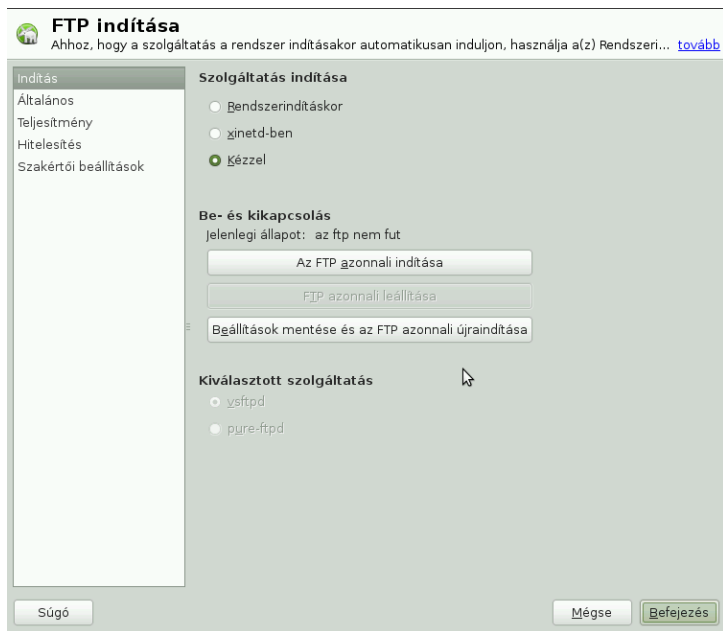 FTP indítása
Ahhoz, hogy a szolgáltatás a rendszer indításakor automatikusan induljon, használja a(z) Rendszeri... tovább
Indítás
Általános
Teljesítmény
Hitelesítés
Szakértői beállítások
Szolgáltatás indítása
Rendszerindításkor
xinetd-ben
Kézzel
Be- és kikapcsolás
Jelenlegi állapot: az ftp nem fut
Az FTP azonnali indítása
FTP azonnali leállítása
Beállítások mentése és az FTP azonnali újraindítása
Kiválasztott szolgáltatás
vsftpd
pure-ftpd
Súgó
Mégse
Befejezés